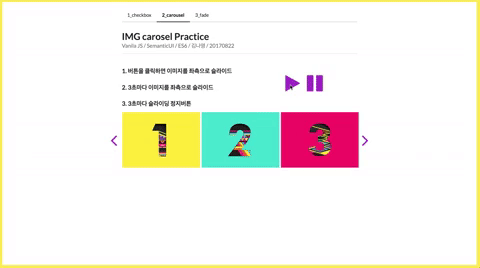 1_checkbox
2_carousel
3_fade
IMG carosel Practice
Vanila JS / SemanticUI / ES6 / 김나영 / 20170822
1. 버튼을 클릭하면 이미지를 좌측으로 슬라이드
2. 3초마다 이미지를 좌측으로 슬라이드
3. 3초마다 슬라이딩 정지버튼
1
2
3